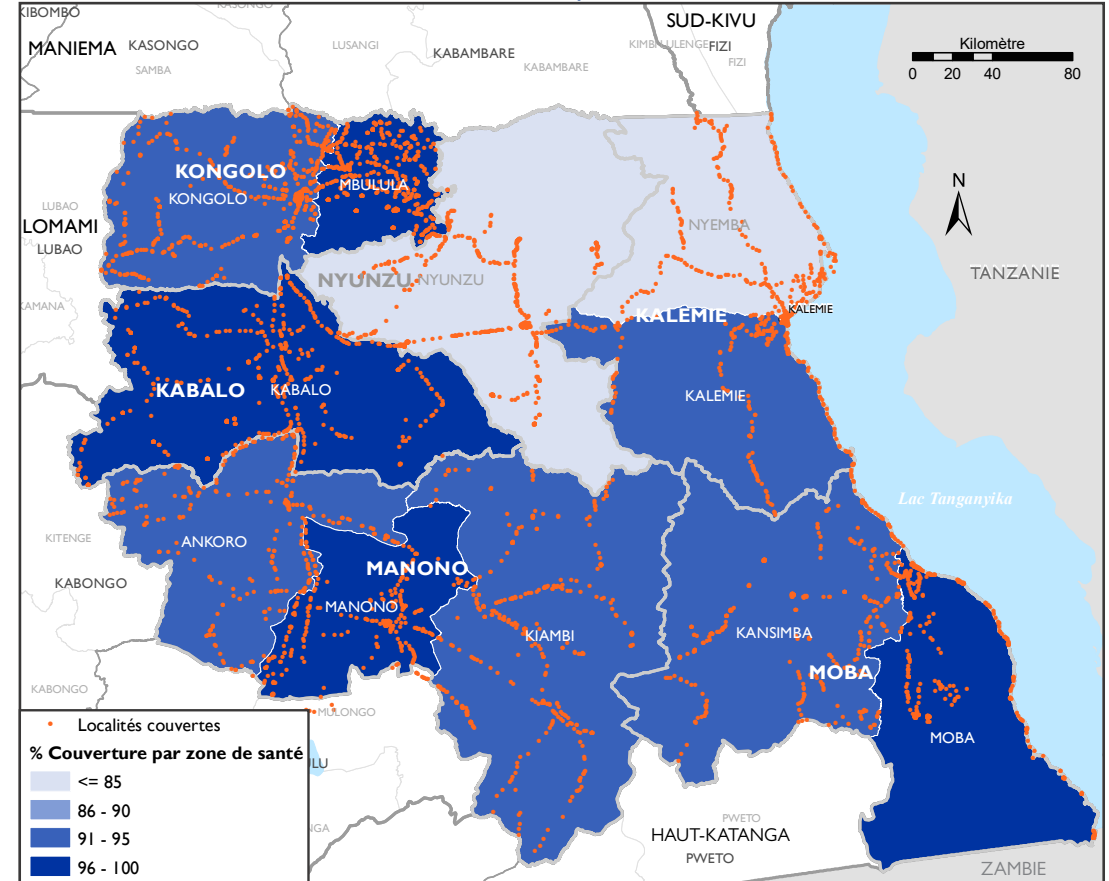 KIBOMBO
KASONGO
MANIEMA
KASONGO
SAMBA
LUSANGI
KABAMBARE
KABAMBARE
SUD-KIVU
KIMBI LULENGE
FIZI
FIZI
Kilomètre
0 20 40 80
N
TANZANIE
KONGOLO
KONGOLO
MBULULA
LUBAO
LOMAMI
LUBAO
KAMANA
NYUNZU
NYUNZU
NYEMBA
KALEMIE
KALEMIE
KALEMIE
KABALO
KABALO
Lac Tanganyika
KITENGE
KABONGO
ANKORO
MANONO
MANONO
KIAMBI
KANSIMBA
MOBA
MOBA
KABONGO
MULONGO
PWETO
HAUT-KATANGA
PWETO
ZAMBIE
Localités couvertes
% Couverture par zone de santé
<= 85
86 - 90
91 - 95
96 - 100